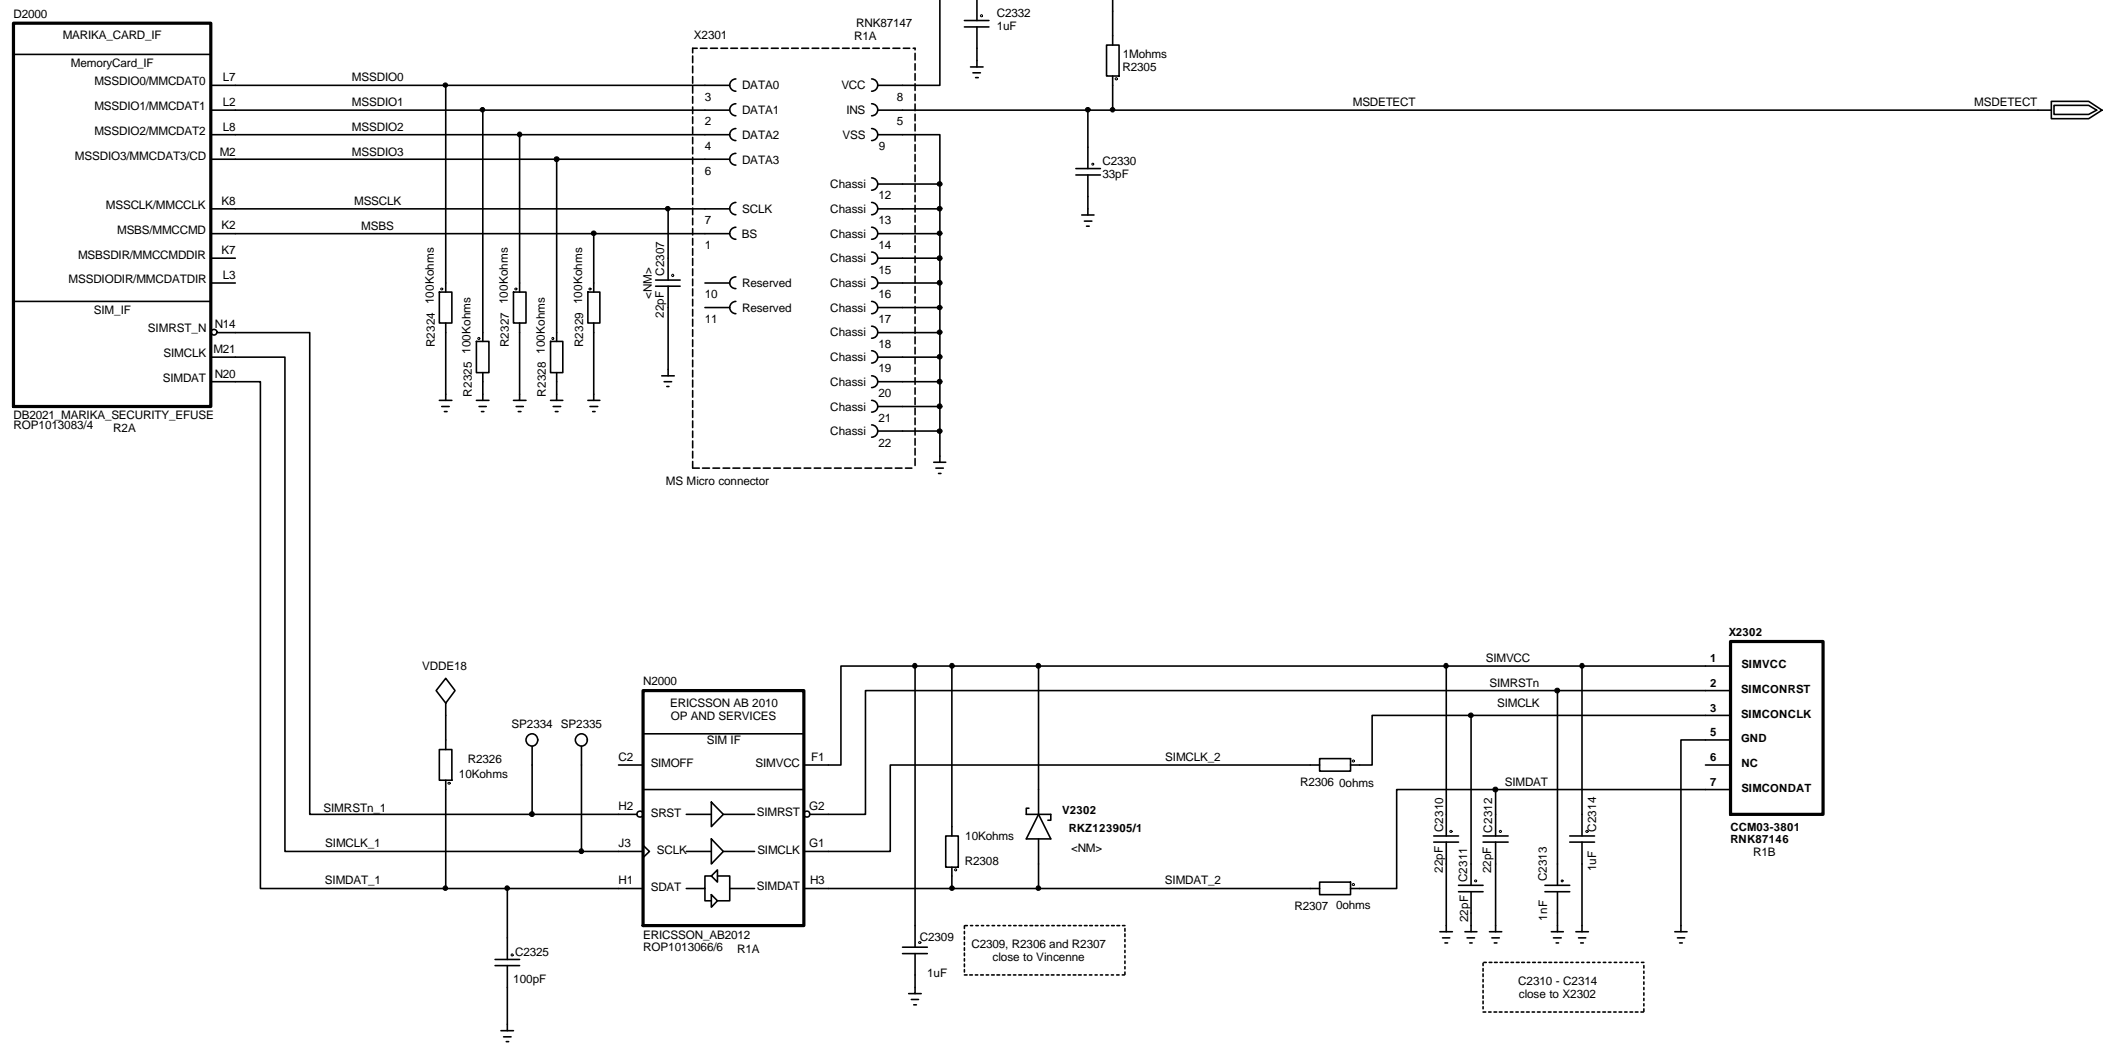 D2000
MARIKA_CARD_IF
MemoryCard_IF
MSSDIO0/MMCDAT0
L7
MSSDIO0
MSSDIO1/MMCDAT1
L2
MSSDIO1
MSSDIO2/MMCDAT2
L8
MSSDIO2
MSSDIO3/MMCDAT3/CD
M2
MSSDIO3
MSSCLK/MMCCLK
K8
MSSCLK
MSBS/MMCCMD
K2
MSBS
MSBSDIR/MMCCMDDIR
K7
MSSDIODIR/MMCDATDIR
L3
SIM_IF
SIMRST_N
N14
SIMCLK
M21
SIMDAT
N20
DB2021_MARIKA_SECURITY_EFUSE
ROP1013083/4
R2A
R2324 100Kohms
R2325 100Kohms
R2327 100Kohms
R2328 100Kohms
R2329 100Kohms
<NM>
22pF C2307
X2301
RNK87147
R1A
DATA0
3
DATA1
2
DATA2
4
DATA3
6
SCLK
7
BS
1
Reserved
10
Reserved
11
VCC
8
INS
5
VSS
9
Chassi
12
Chassi
13
Chassi
14
Chassi
15
Chassi
16
Chassi
17
Chassi
18
Chassi
19
Chassi
20
Chassi
21
Chassi
22
MS Micro connector
C2332
1uF
1Mohms
R2305
MSDETECT
MSDETECT
C2330
33pF
VDDE18
R2326
10Kohms
SP2334
SP2335
SIMRSTn_1
SIMCLK_1
SIMDAT_1
C2325
100pF
N2000
ERICSSON AB 2010
OP AND SERVICES
SIM IF
C2
SIMOFF
SIMVCC
F1
H2
SRST
SIMRST
G2
J3
SCLK
SIMCLK
G1
H1
SDAT
SIMDAT
H3
ERICSSON_AB2012
ROP1013066/6
R1A
C2309
1uF
C2309, R2306 and R2307
close to Vincenne
10Kohms
R2308
V2302
RKZ123905/1
<NM>
SIMCLK_2
R2306 0ohms
SIMDAT_2
R2307 0ohms
SIMVCC
SIMRSTn
SIMCLK
SIMDAT
22pF C2310
22pF C2311
22pF C2312
1nF C2313
1uF C2314
C2310 - C2314
close to X2302
X2302
1
SIMVCC
2
SIMCONRST
3
SIMCONCLK
5
GND
6
NC
7
SIMCONDAT
CCM03-3801
RNK87146
R1B